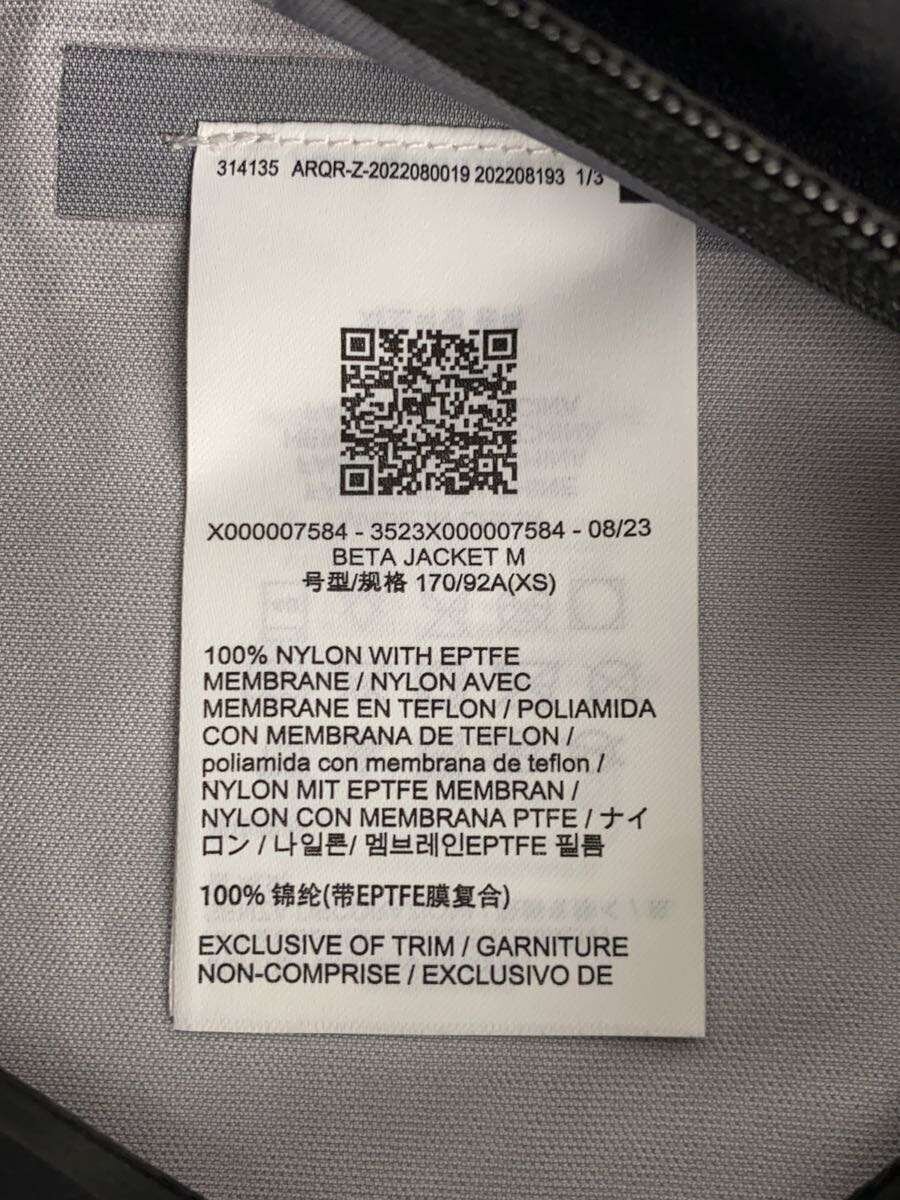 314135 ARQR-Z-2022080019 202208193 1/3
X000007584 - 3523X000007584 - 08/23
BETA JACKET M
号型/规格 170/92A(XS)
100% NYLON WITH EPTFE
MEMBRANE / NYLON AVEC
MEMBRANE EN TEFLON / POLIAMIDA
CON MEMBRANA DE TEFLON /
poliamida con membrana de teflon /
NYLON MIT EPTFE MEMBRAN /
NYLON CON MEMBRANA PTFE / ナイ
ロン / 나일론/ 멤브레인EPTFE 필름
100% 锦纶(带EPTFE膜复合)
EXCLUSIVE OF TRIM / GARNITURE
NON-COMPRISE / EXCLUSIVO DE